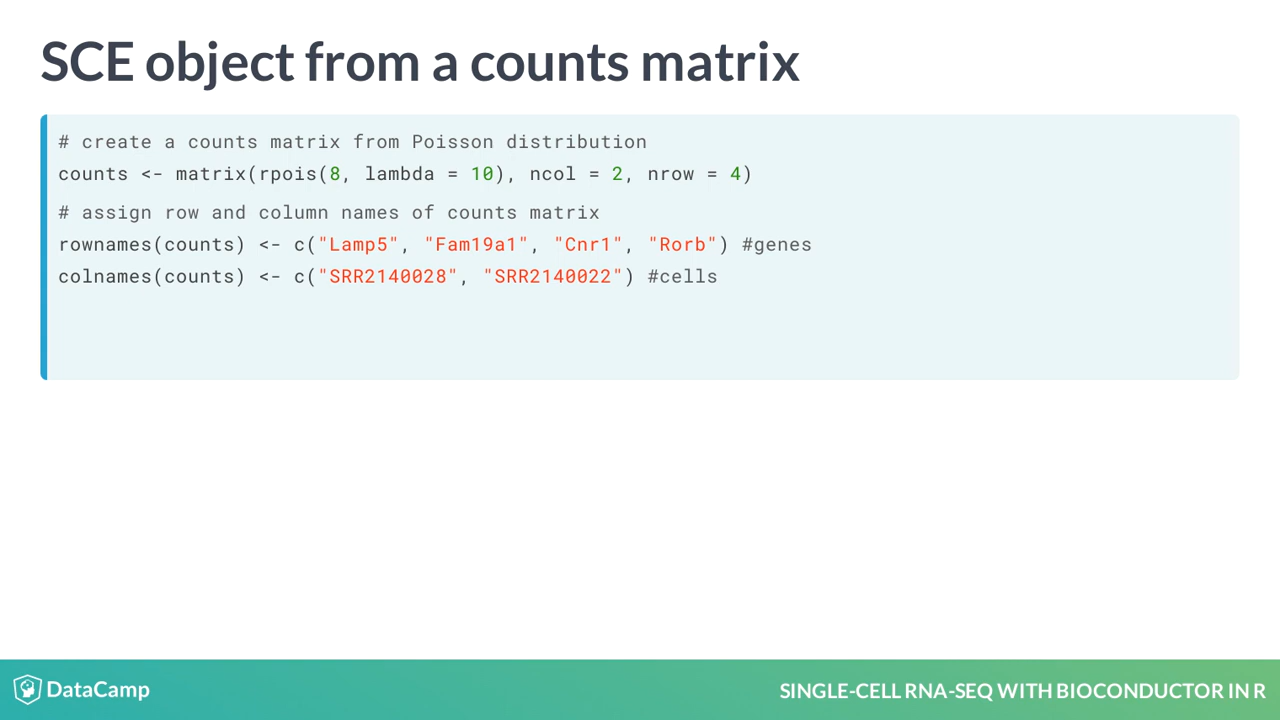 SCE object from a counts matrix
# create a counts matrix from Poisson distribution
counts <- matrix(rpois(8, lambda = 10), ncol = 2, nrow = 4)
# assign row and column names of counts matrix
rownames(counts) <- c("Lamp5", "Fam19a1", "Cnr1", "Rorb") #genes
colnames(counts) <- c("SRR2140028", "SRR2140022") #cells
DataCamp
SINGLE-CELL RNA-SEQ WITH BIOCONDUCTOR IN R